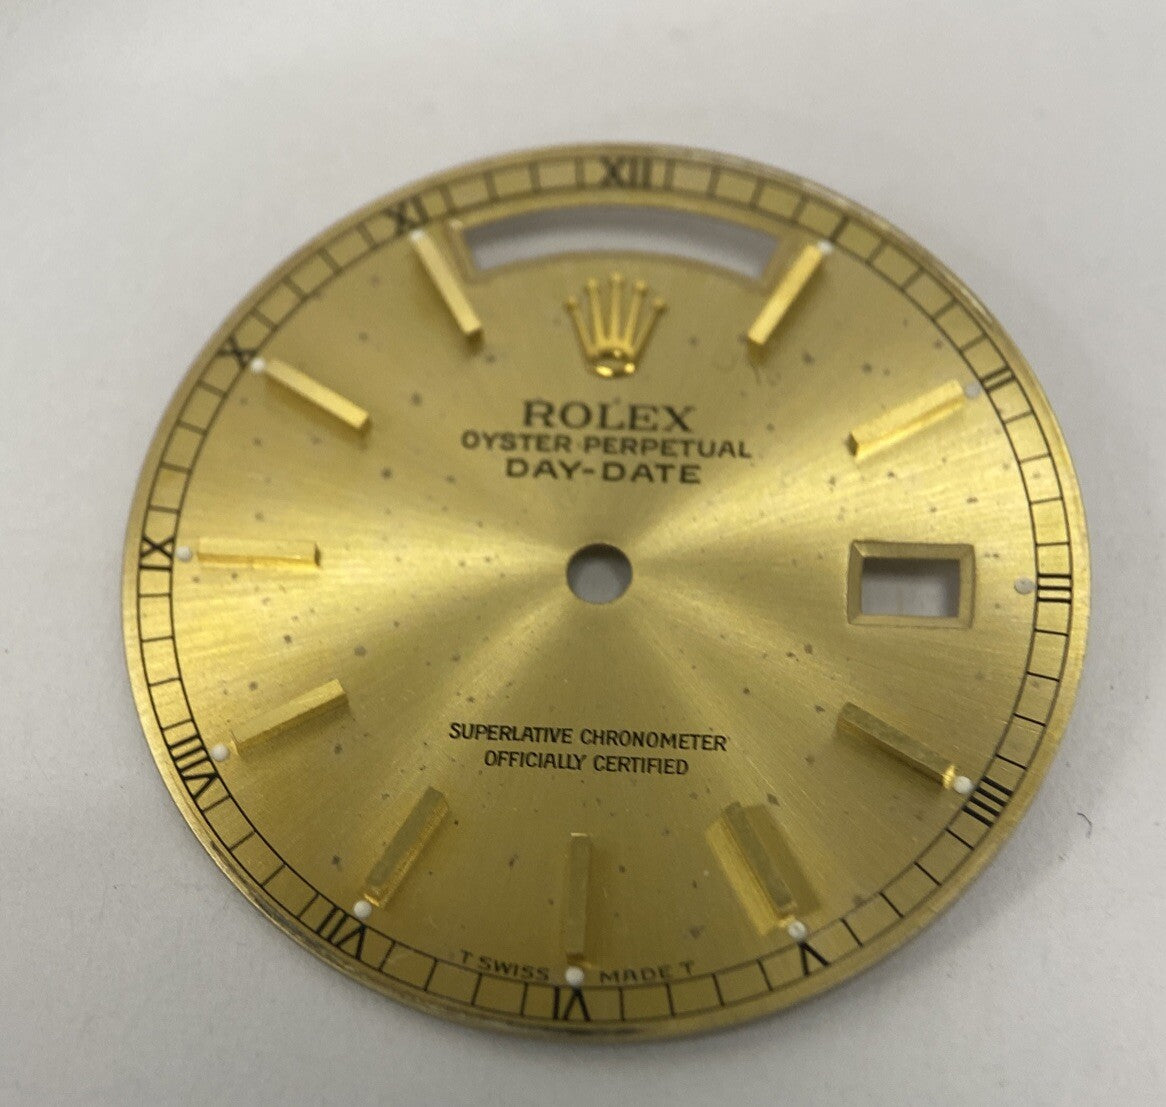 XII
XI
I
X
II
ROLEX
OYSTER PERPETUAL
DAY-DATE
IX
III
SUPERLATIVE CHRONOMETER
OFFICIALLY CERTIFIED
VIII
IIII
VII
V
T SWISS MADE T
VI